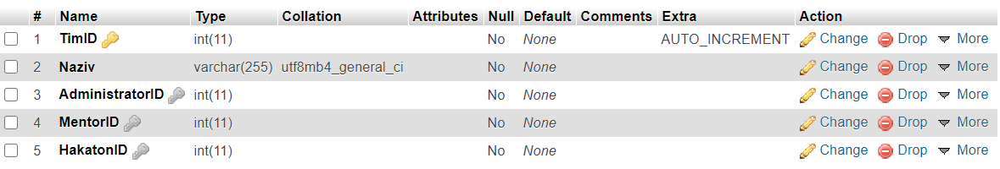 # Name Type Collation Attributes Null Default Comments Extra Action
1 TimID int(11) No None AUTO_INCREMENT Change Drop More
2 Naziv varchar(255) utf8mb4_general_ci No None Change Drop More
3 AdministratorID int(11) No None Change Drop More
4 MentorID int(11) No None Change Drop More
5 HakatonID int(11) No None Change Drop More